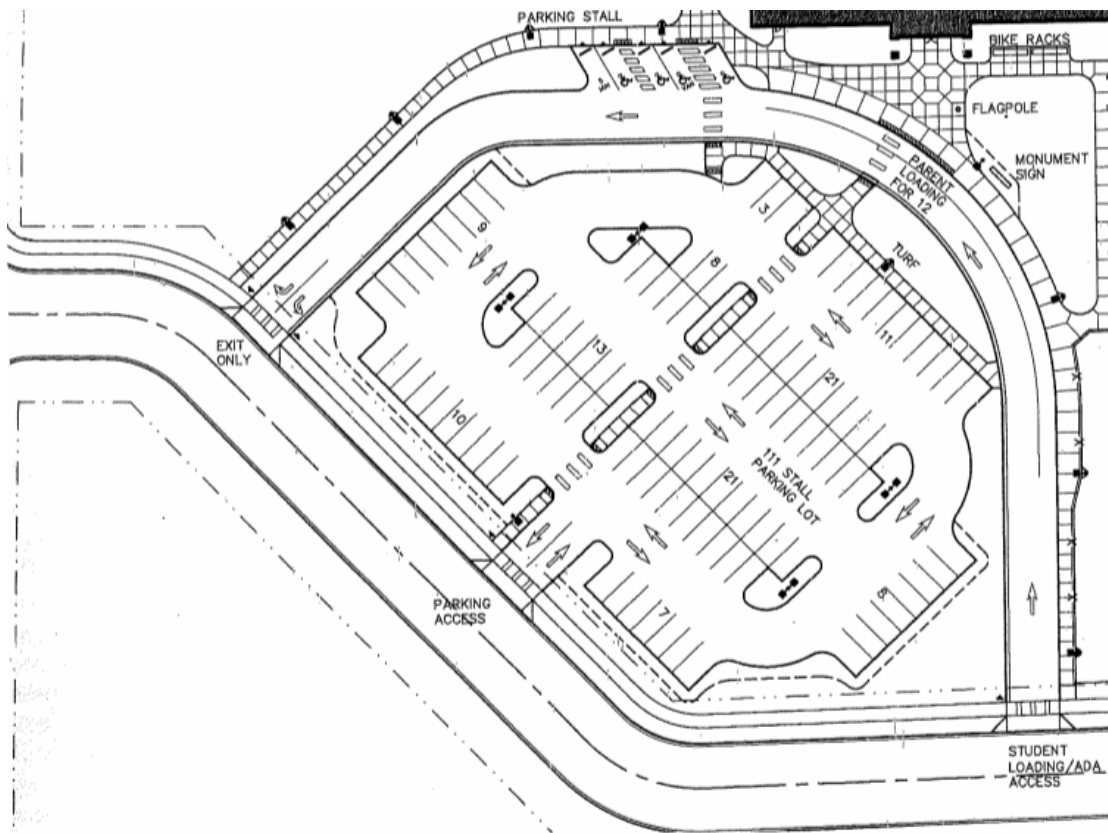 PARKING STALL
BIKE RACKS
FLAGPOLE
MONUMENT
SIGN
PARENT
LOADING
FOR 12
TURF
3
9
8
11
13
21
10
111 STALL
PARKING LOT
21
7
8
EXIT
ONLY
PARKING
ACCESS
STUDENT
LOADING/ADA
ACCESS